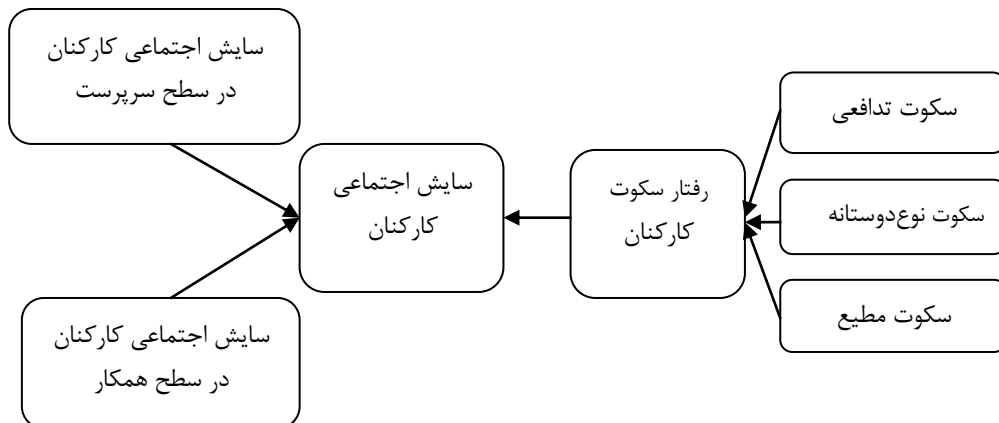 سکوت تدافعی
سکوت نوع‌دوستانه
سکوت مطیع
رفتار سکوت
کارکنان
سایش اجتماعی
کارکنان
سایش اجتماعی کارکنان
در سطح سرپرست
سایش اجتماعی کارکنان
در سطح همکار